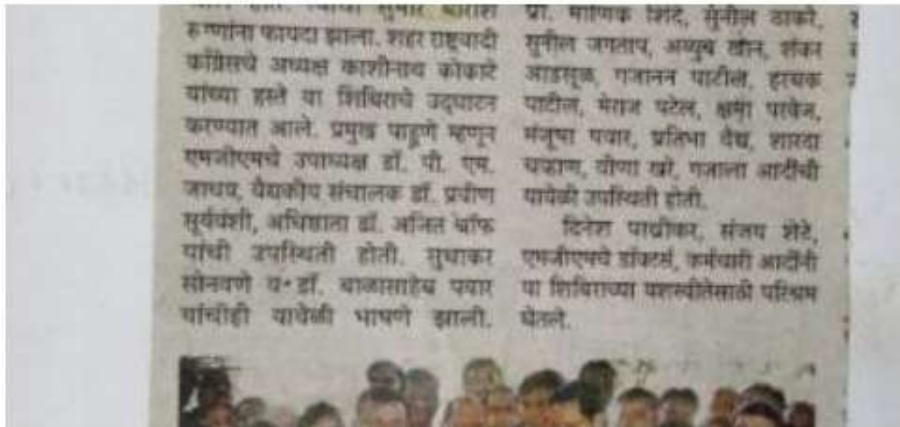 रुग्णांना फायदा झाला. शहर राष्ट्रवादी
काँग्रेसचे अध्यक्ष काशीनाथ कोकाटे
यांच्या हस्ते या शिबिराचे उद्घाटन
करण्यात आले. प्रमुख पाहुणे म्हणून
एमजीएमचे उपाध्यक्ष डॉ. पी. एम.
जाधव, वैद्यकीय संचालक डॉ. प्रवीण
सूर्यवंशी, अधिष्ठाता डॉ. अजित श्रॉफ
यांची उपस्थिती होती. सुधाकर
सोनवणे व डॉ. बाळासाहेब पवार
यांचीही यावेळी भाषणे झाली.
प्रा. माणिक शिंदे, सुनील ठाकरे,
सुनील जगताप, अय्युब खान, शंकर
आडसूळ, गजानन पाटील,
पाटील, मेराज पटेल, क्षमा परवेज,
मंजूषा पवार, प्रतिभा वैद्य, शारदा
चव्हाण, वीणा खरे, गजाला आदींची
यावेळी उपस्थिती होती.
दिनेश पाथ्रीकर, संजय शेटे,
एमजीएमचे डॉक्टर्स, कर्मचारी आदींनी
या शिबिराच्या यशस्वीतेसाठी परिश्रम
घेतले.